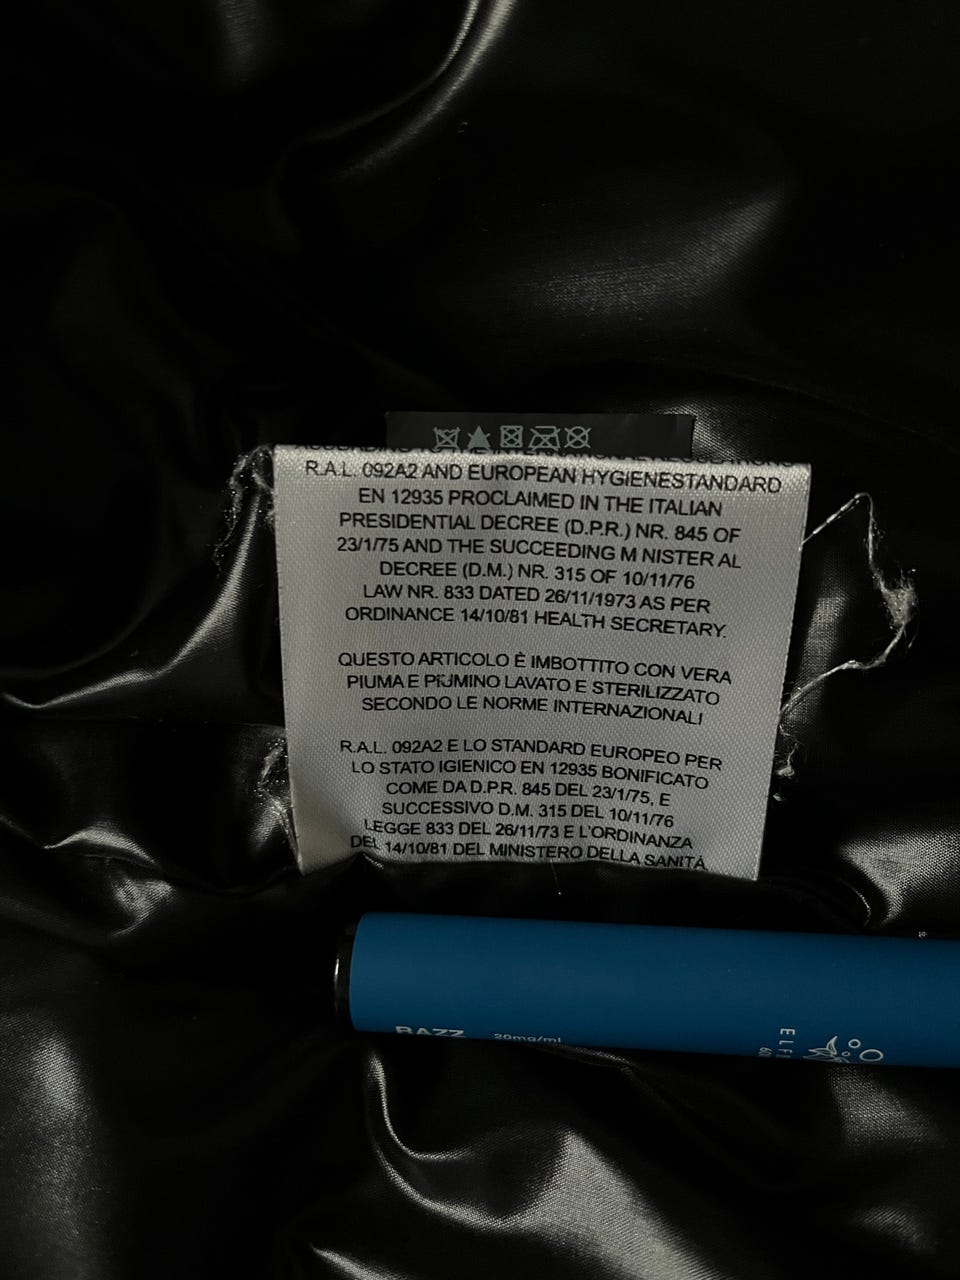 R.A.L. 092A2 AND EUROPEAN HYGIENESTANDARD
EN 12935 PROCLAIMED IN THE ITALIAN
PRESIDENTIAL DECREE (D.P.R.) NR. 845 OF
23/1/75 AND THE SUCCEEDING M NISTER AL
DECREE (D.M.) NR. 315 OF 10/11/76
LAW NR. 833 DATED 26/11/1973 AS PER
ORDINANCE 14/10/81 HEALTH SECRETARY.
QUESTO ARTICOLO È IMBOTTITO CON VERA
PIUMA E PIUMINO LAVATO E STERILIZZATO
SECONDO LE NORME INTERNAZIONALI
R.A.L. 092A2 E LO STANDARD EUROPEO PER
LO STATO IGIENICO EN 12935 BONIFICATO
COME DA D.P.R. 845 DEL 23/1/75, E
SUCCESSIVO D.M. 315 DEL 10/11/76
LEGGE 833 DEL 26/11/73 E L'ORDINANZA
DEL 14/10/81 DEL MINISTERO DELLA SANITÀ
RAZZ 20mg/ml